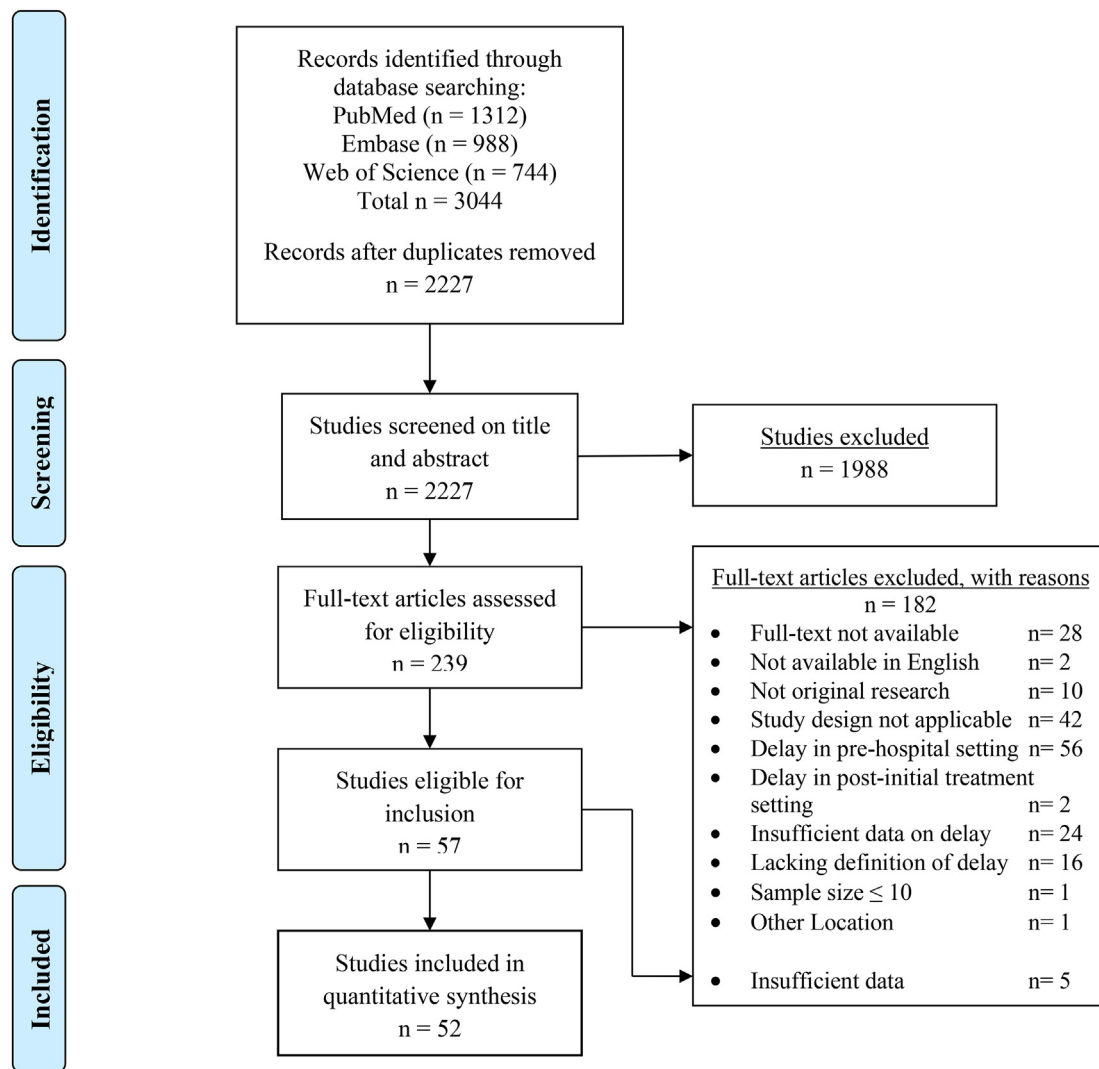 Identification
Records identified through
database searching:
PubMed (n = 1312)
Embase (n = 988)
Web of Science (n = 744)
Total n = 3044
Records after duplicates removed
n = 2227
Screening
Studies screened on title
and abstract
n = 2227
Studies excluded
n = 1988
Eligibility
Full-text articles assessed
for eligibility
n = 239
Full-text articles excluded, with reasons
n = 182
• Full-text not available n= 28
• Not available in English n= 2
• Not original research n= 10
• Study design not applicable n= 42
• Delay in pre-hospital setting n= 56
• Delay in post-initial treatment
setting n= 2
• Insufficient data on delay n= 24
• Lacking definition of delay n= 16
• Sample size ≤ 10 n= 1
• Other Location n= 1
• Insufficient data n= 5
Studies eligible for
inclusion
n = 57
Included
Studies included in
quantitative synthesis
n = 52